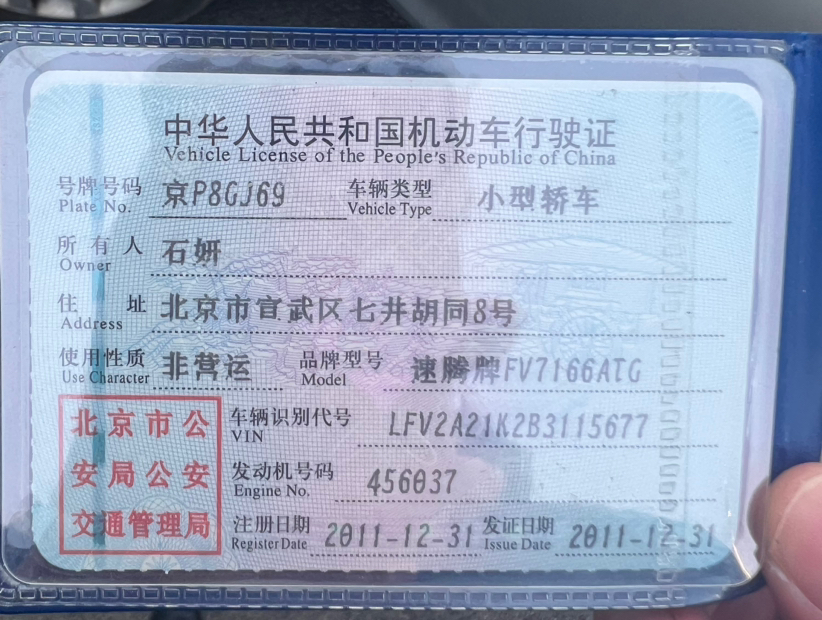 中华人民共和国机动车行驶证
Vehicle License of the People's Republic of China
号牌号码 京P8GJ69 车辆类型 小型轿车
Plate No. Vehicle Type
所有人 石妍
Owner
住址 北京市宣武区七井胡同8号
Address
使用性质 非营运 品牌型号 速腾牌FV7166ATG
Use Character Model
北京市公
安局公安
交通管理局
车辆识别代号 LFV2A21K2B3115677
VIN
发动机号码 456037
Engine No.
注册日期 2011-12-31 发证日期 2011-12-31
Register Date Issue Date